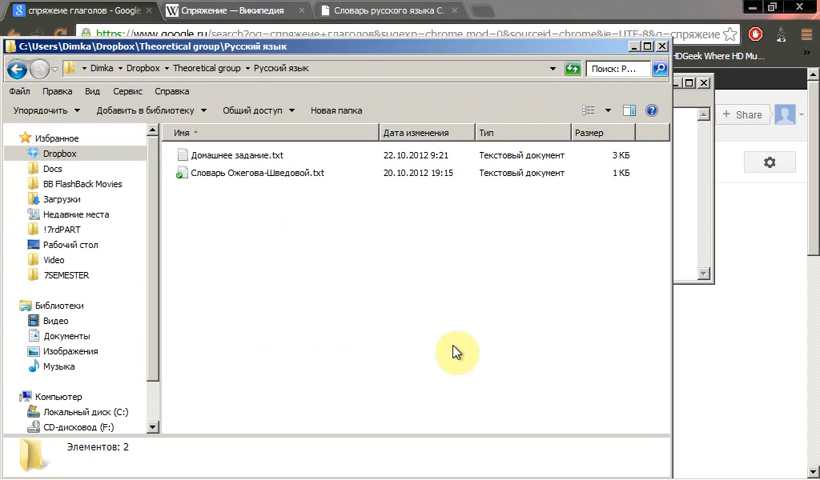 спряжеие глаголов - Google
Спряжение — Википедия
Словарь русского языка С.
https://www.google.ru/search?oq=спряжеие+глаголов&sugexp=chrome,mod=0&sourceid=chrome&ie=UTF-8&q=спряжеие
C:\Users\Dimka\Dropbox\Theoretical group\Русский язык
HDGeek Where HD Mu...
Dimka
Dropbox
Theoretical group
Русский язык
Поиск: Р...
Файл
Правка
Вид
Сервис
Справка
Упорядочить
Добавить в библиотеку
Общий доступ
Новая папка
+ Share
Избранное
Имя
Дата изменения
Тип
Размер
Dropbox
Домашнее задание.txt
22.10.2012 9:21
Текстовый документ
3 КБ
Docs
Словарь Ожегова-Шведовой.txt
20.10.2012 19:15
Текстовый документ
1 КБ
BB FlashBack Movies
Загрузки
Недавние места
!7rdPART
Рабочий стол
Video
7SEMESTER
Библиотеки
Видео
Документы
Изображения
Музыка
Компьютер
Локальный диск (C:)
CD-дисковод (F:)
Элементов: 2